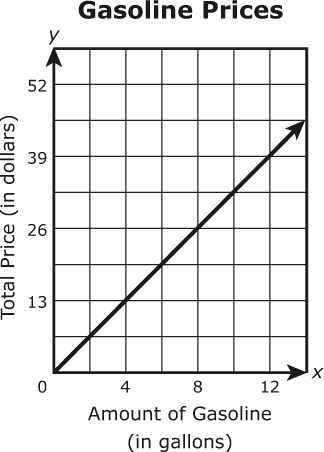 Gasoline Prices
y
52
39
26
13
0
4 8 12
x
Total Price (in dollars)
Amount of Gasoline
(in gallons)